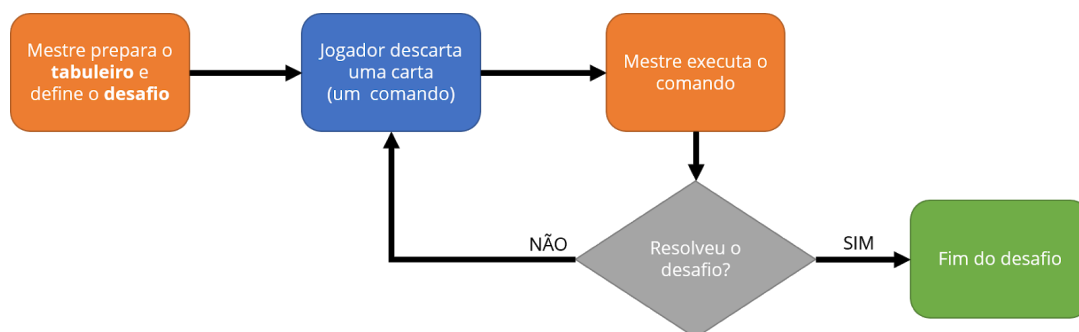 Mestre prepara o
tabuleiro e
define o desafio
Jogador descarta
uma carta
(um comando)
Mestre executa o
comando
Resolveu o
desafio?
NÃO
SIM
Fim do desafio